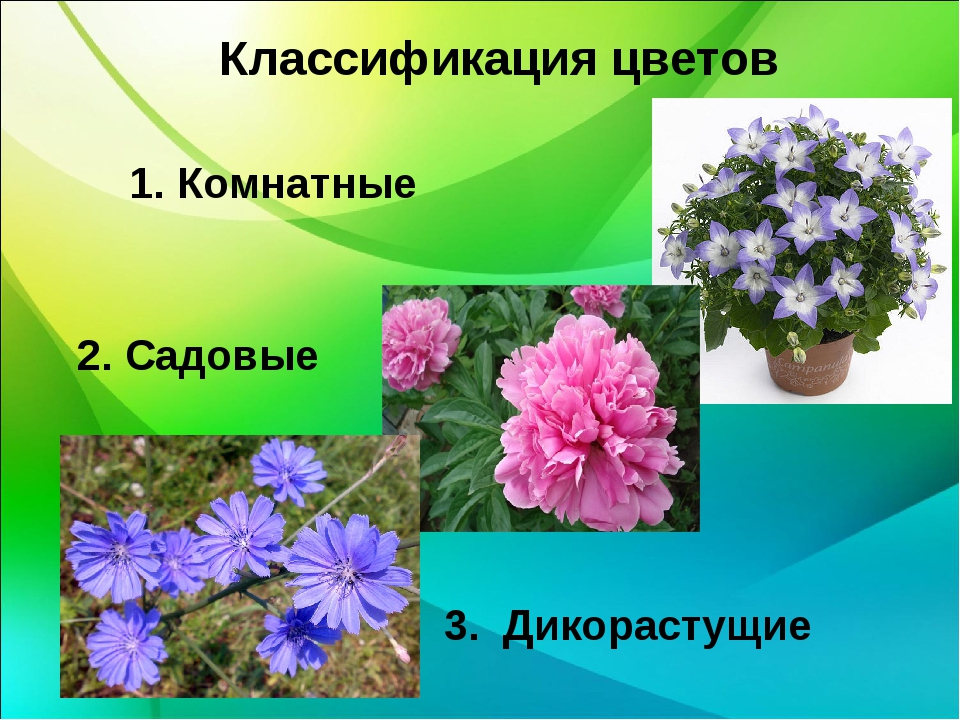 Классификация цветов
1. Комнатные
2. Садовые
3. Дикорастущие